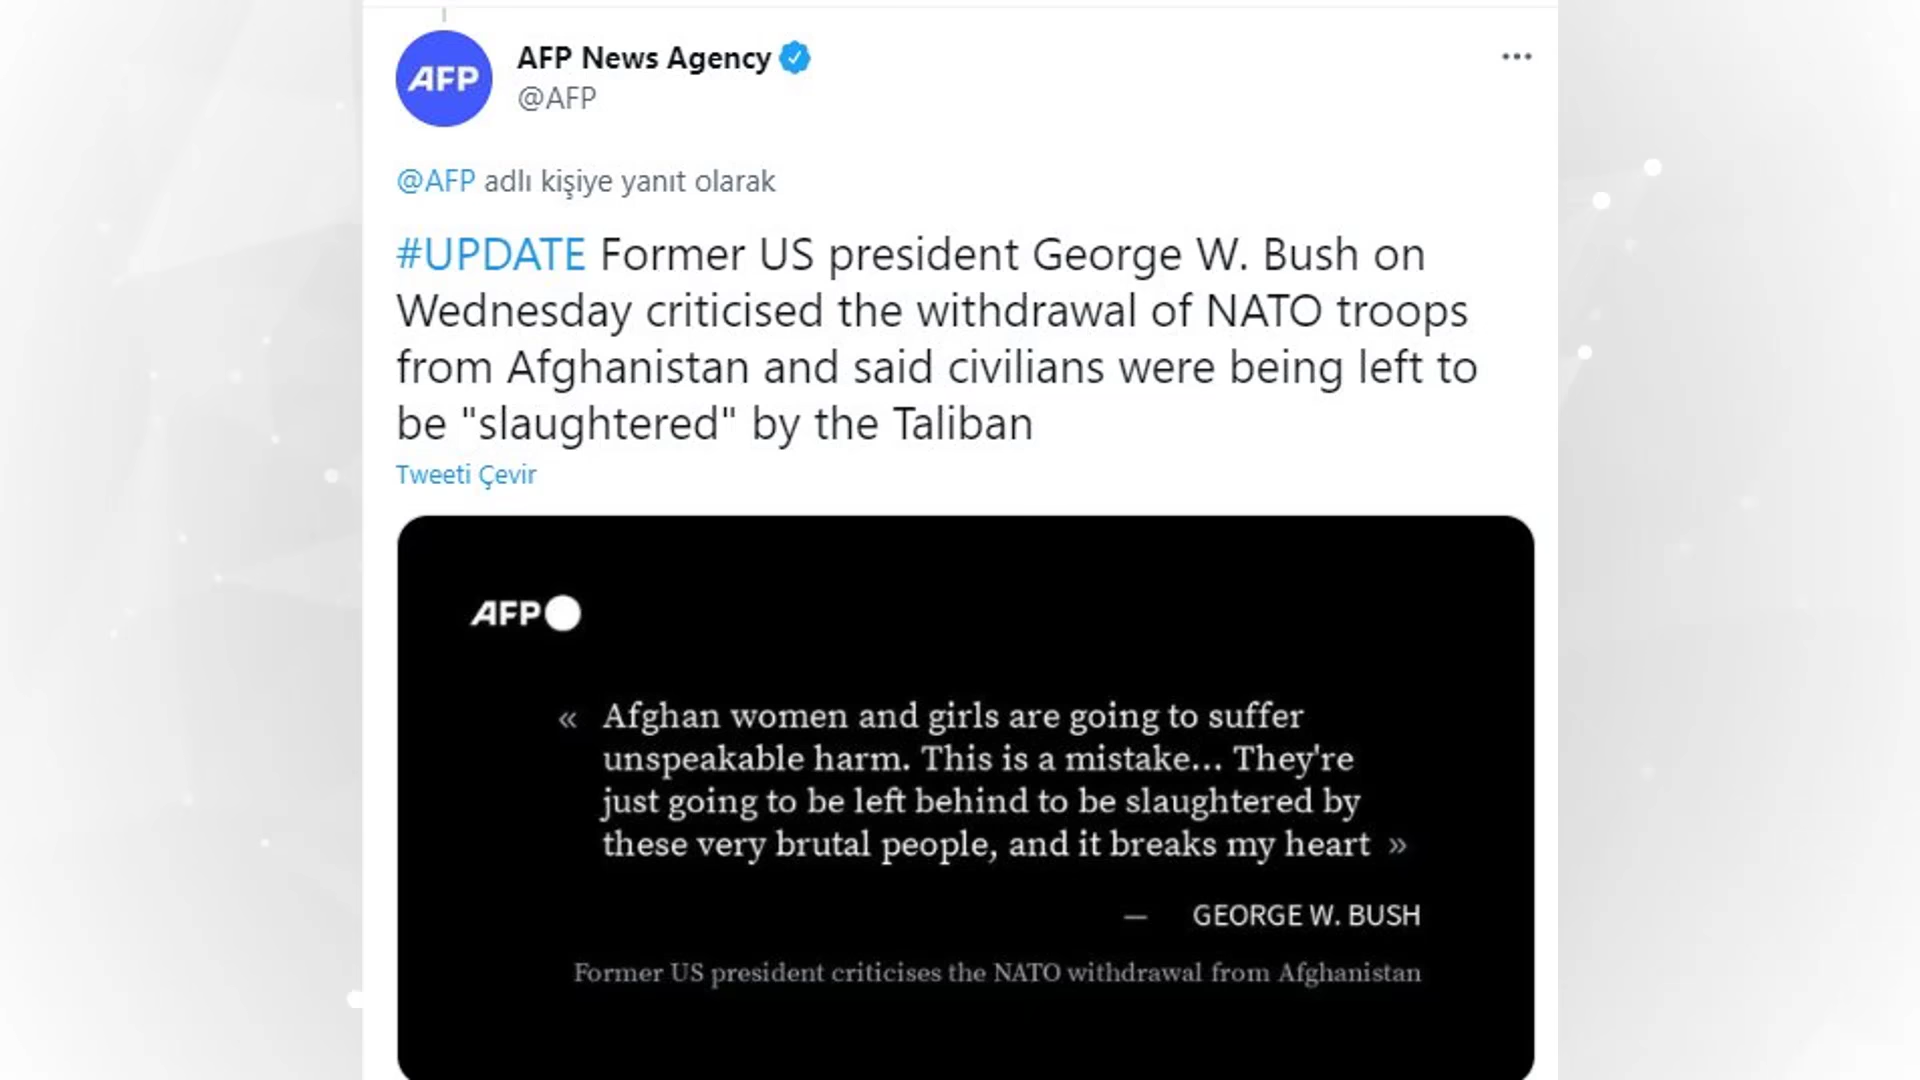 AFP
AFP News Agency
@AFP
@AFP adlı kişiye yanıt olarak
#UPDATE Former US president George W. Bush on
Wednesday criticised the withdrawal of NATO troops
from Afghanistan and said civilians were being left to
be "slaughtered" by the Taliban
Tweeti Çevir
AFP
« Afghan women and girls are going to suffer
unspeakable harm. This is a mistake... They're
just going to be left behind to be slaughtered by
these very brutal people, and it breaks my heart »
— GEORGE W. BUSH
Former US president criticises the NATO withdrawal from Afghanistan